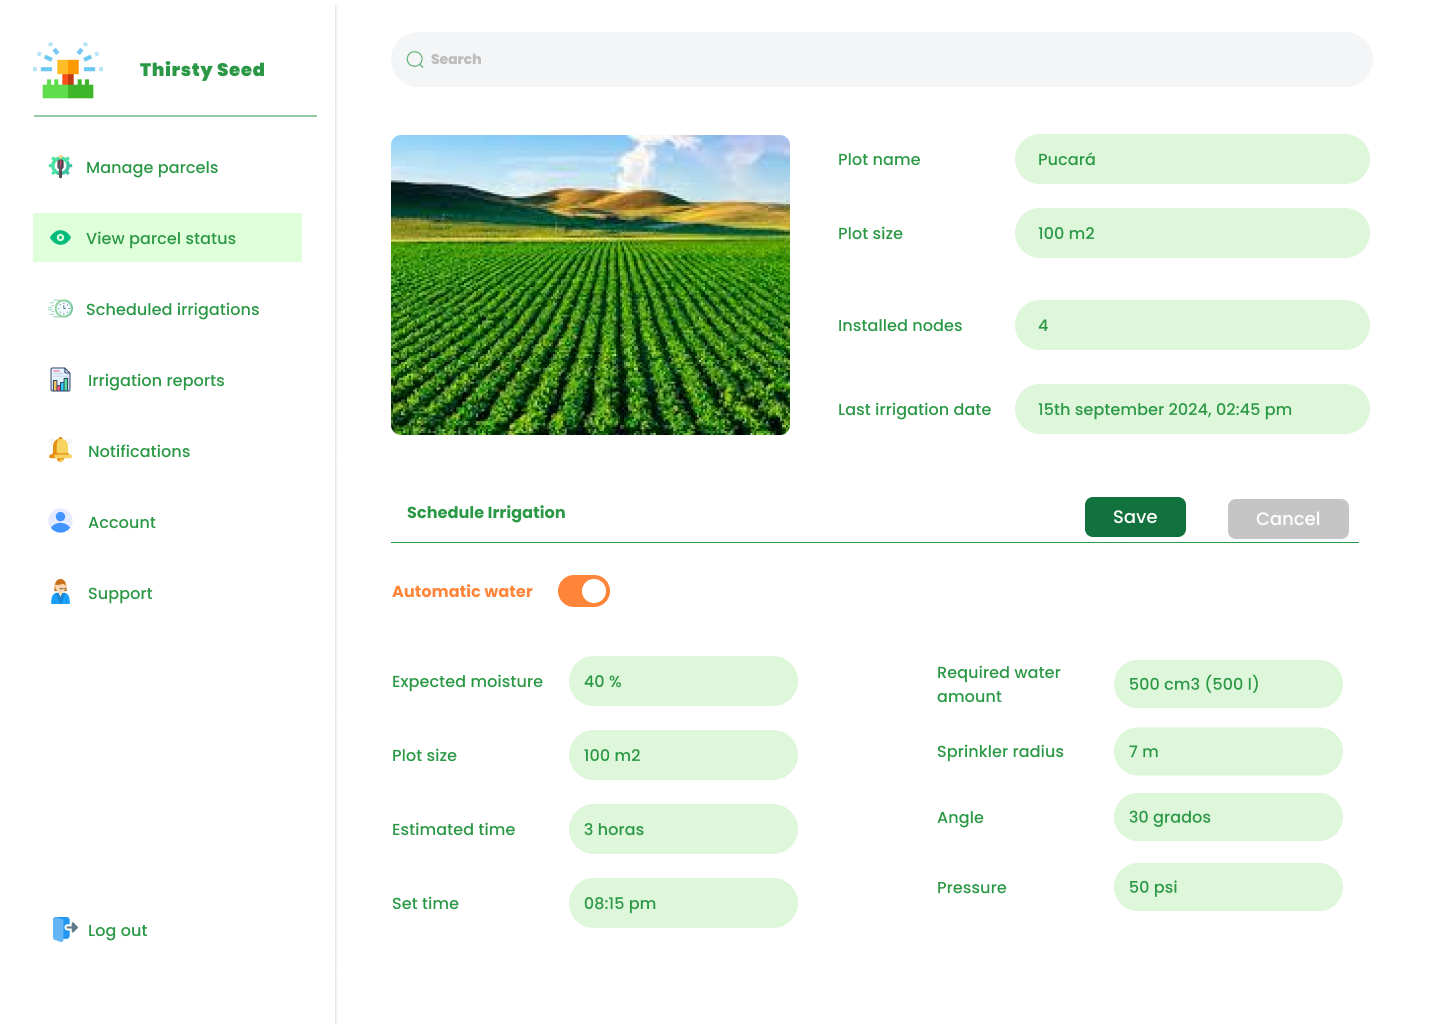 Thirsty Seed
Manage parcels
View parcel status
Scheduled irrigations
Irrigation reports
Notifications
Account
Support
Log out
Search
Plot name
Pucará
Plot size
100 m2
Installed nodes
4
Last irrigation date
15th september 2024, 02:45 pm
Schedule Irrigation
Save
Cancel
Automatic water
Expected moisture
40 %
Plot size
100 m2
Estimated time
3 horas
Set time
08:15 pm
Required water
amount
500 cm3 (500 l)
Sprinkler radius
7 m
Angle
30 grados
Pressure
50 psi